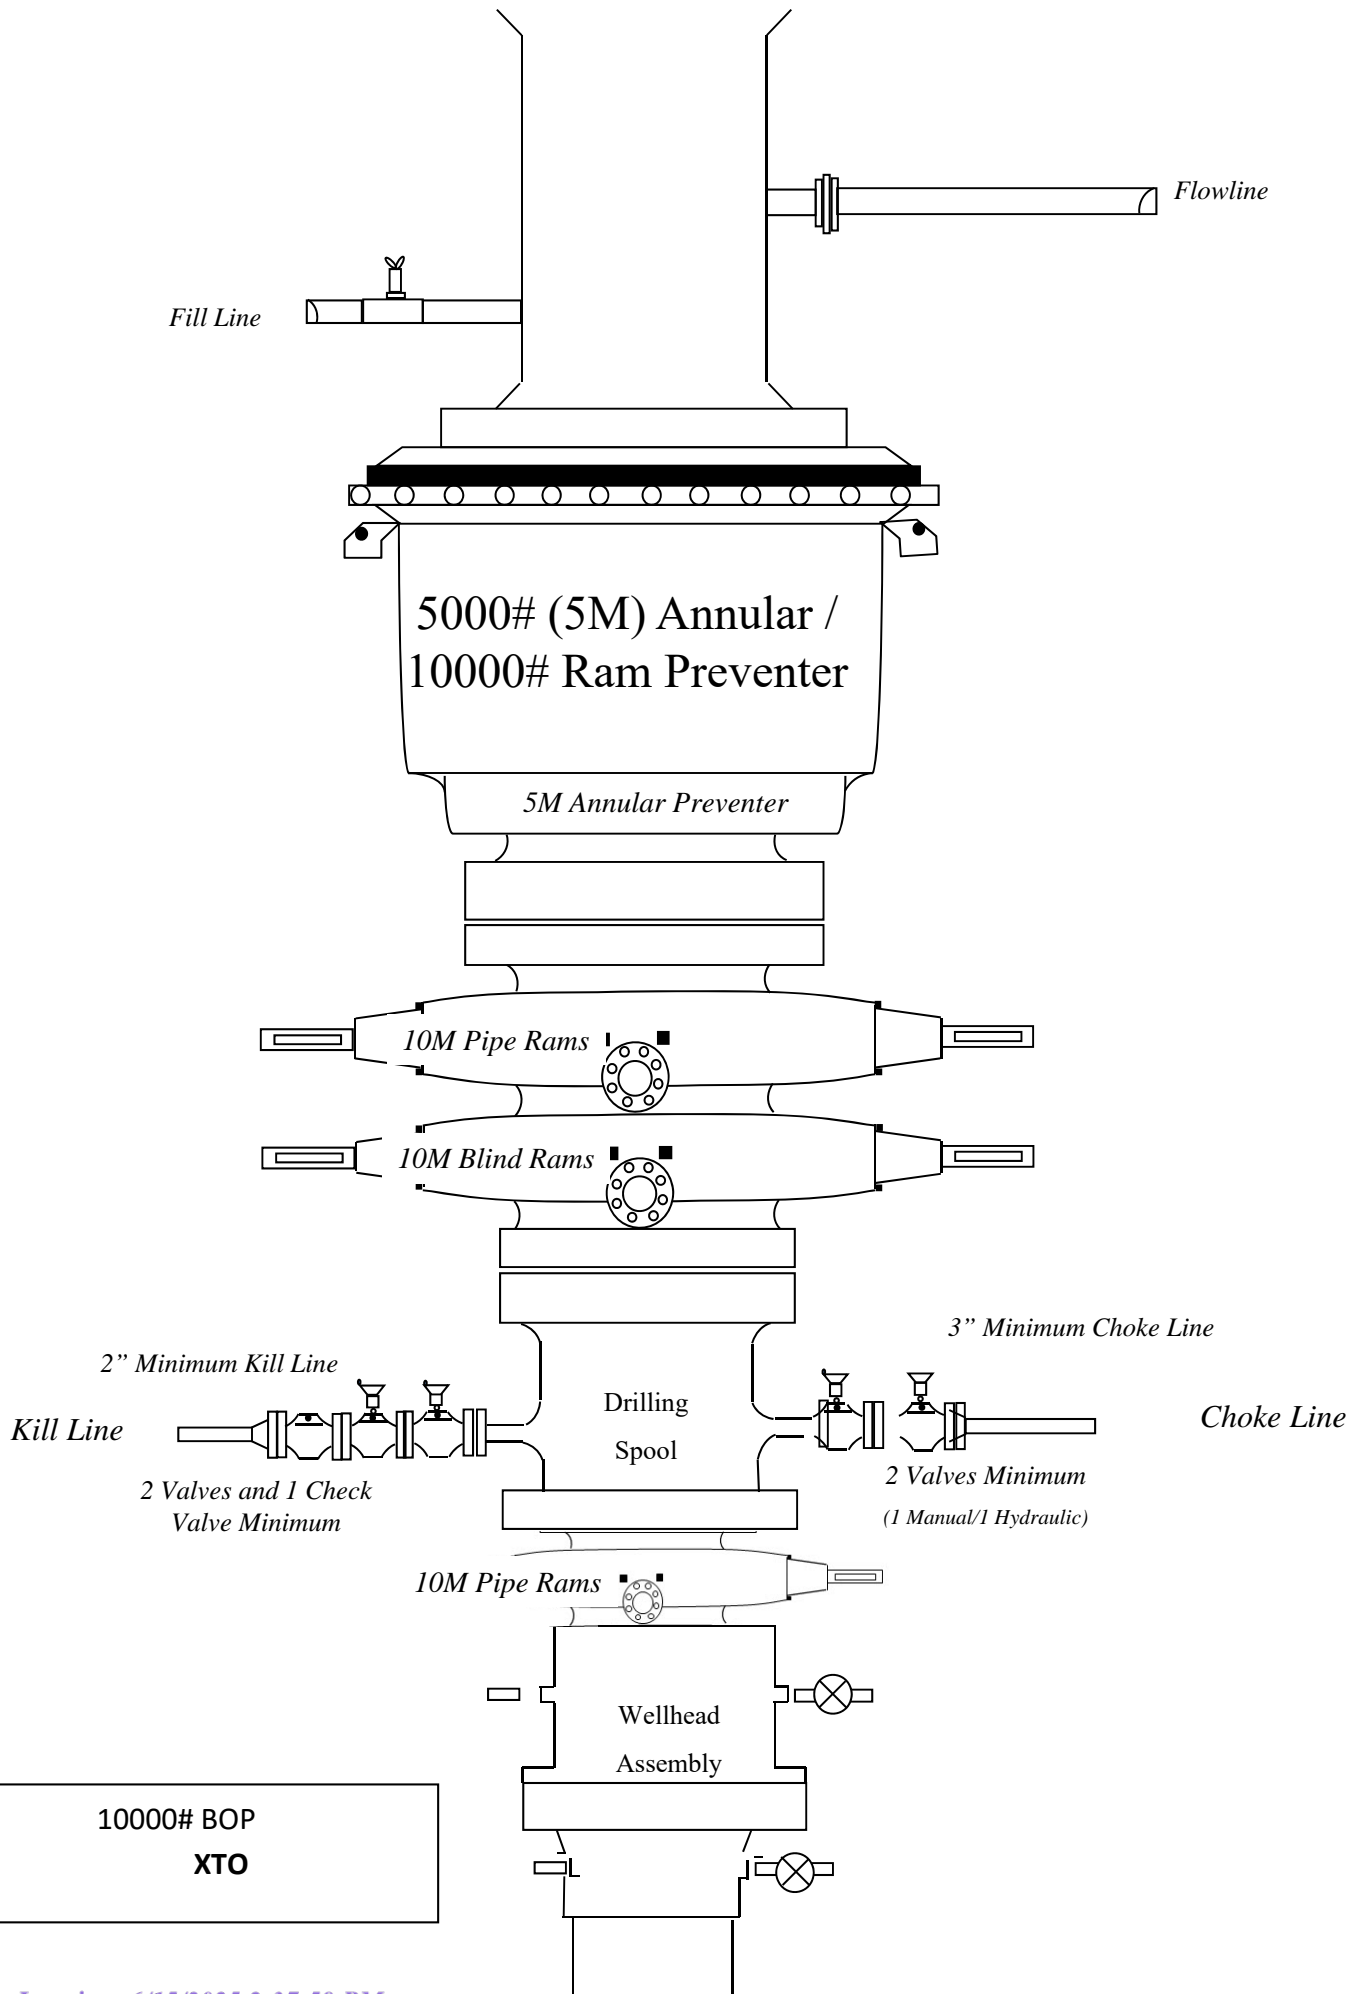 Flowline
Fill Line
5000# (5M) Annular /
10000# Ram Preventer
5M Annular Preventer
10M Pipe Rams
10M Blind Rams
3” Minimum Choke Line
2” Minimum Kill Line
Drilling
Spool
Kill Line
Choke Line
2 Valves and 1 Check
Valve Minimum
2 Valves Minimum
(1 Manual/1 Hydraulic)
10M Pipe Rams
Wellhead
Assembly
10000# BOP
XTO